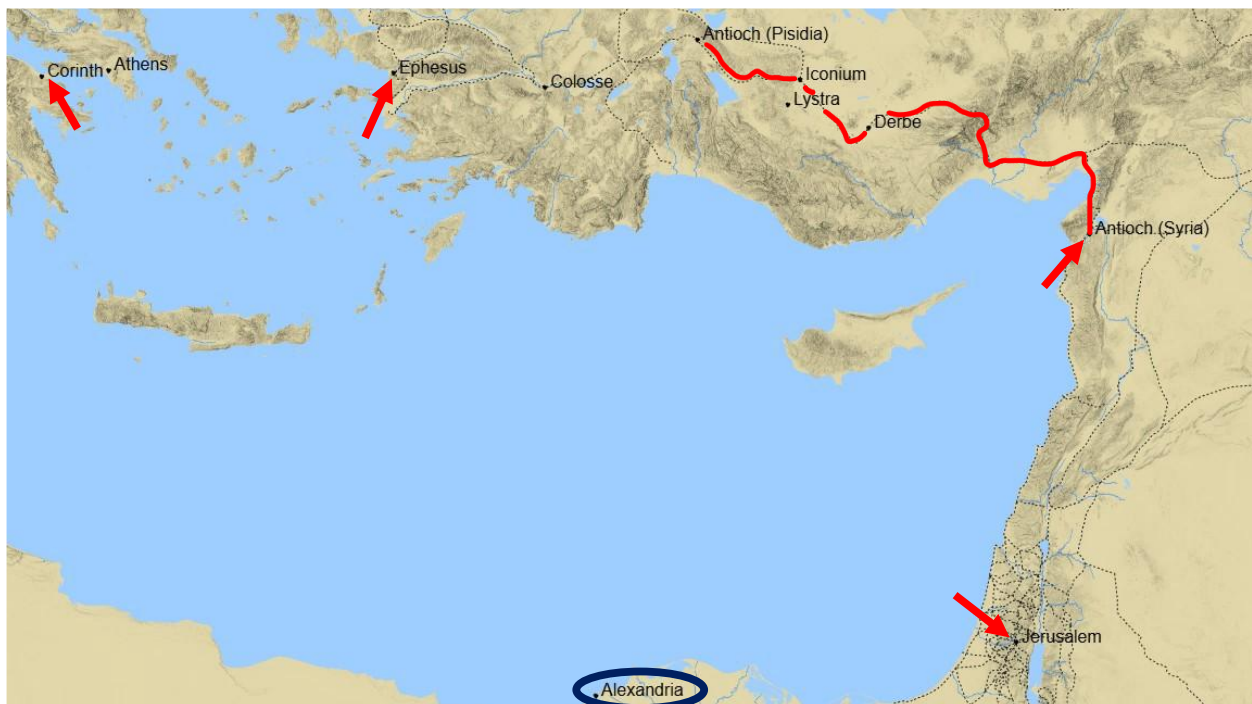 Antioch (Pisidia)
Corinth
Athens
Ephesus
Colosse
Iconium
Lystra
Derbe
Antioch (Syria)
Jerusalem
Alexandria